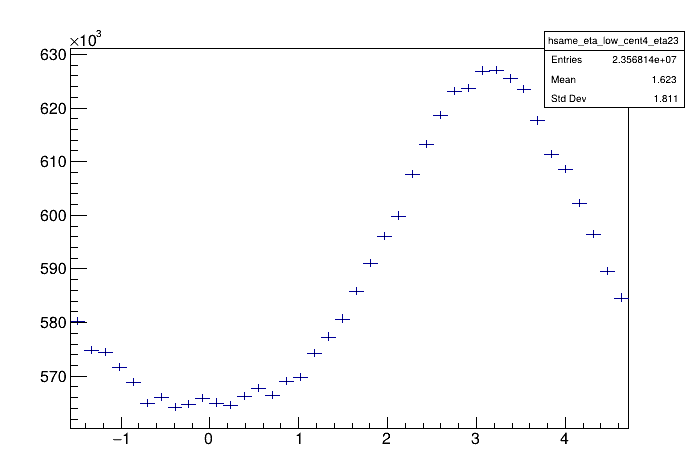 ×10³
hsame_eta_low_cent4_eta23
Entries 2.356814e+07
Mean 1.623
Std Dev 1.811
630
620
610
600
590
580
570
−1 0 1 2 3 4